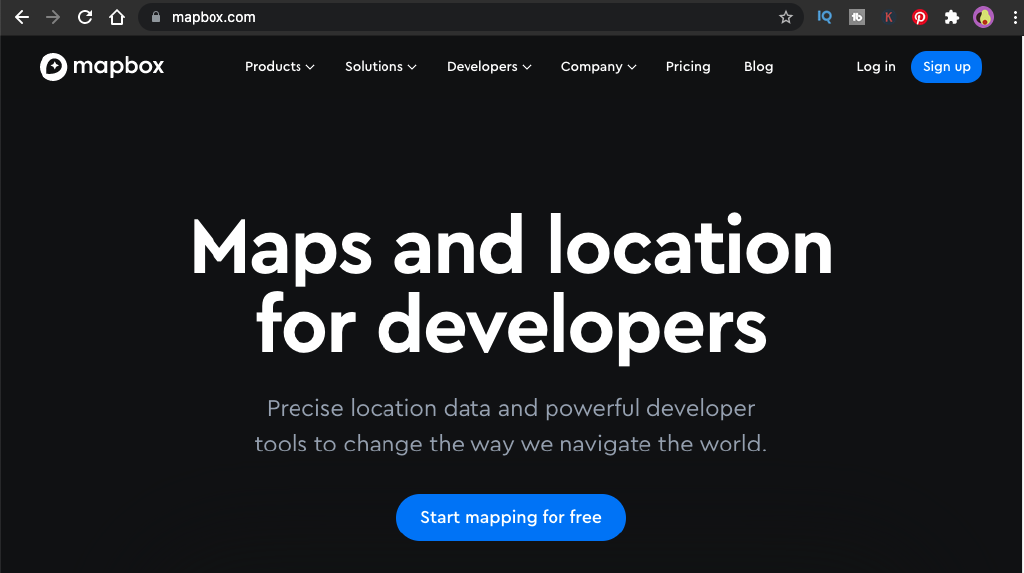 mapbox.com
IQ
tb
K
mapbox
Products
Solutions
Developers
Company
Pricing
Blog
Log in
Sign up
Maps and location
for developers
Precise location data and powerful developer
tools to change the way we navigate the world.
Start mapping for free